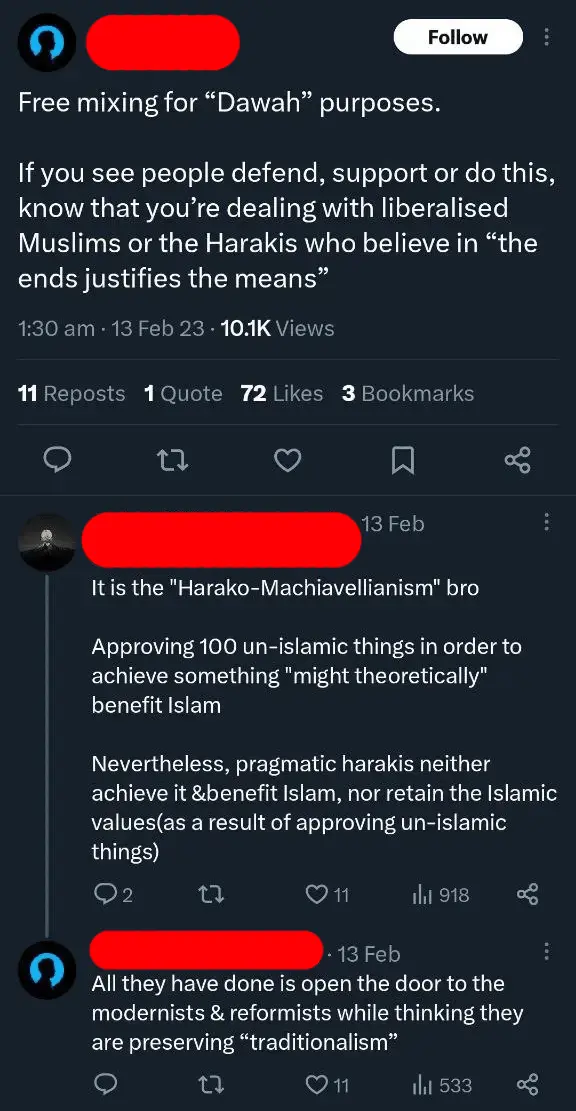 Follow
Free mixing for “Dawah” purposes.
If you see people defend, support or do this,
know that you’re dealing with liberalised
Muslims or the Harakis who believe in “the
ends justifies the means”
1:30 am · 13 Feb 23 · 10.1K Views
11 Reposts 1 Quote 72 Likes 3 Bookmarks
13 Feb
It is the "Harako-Machiavellianism" bro
Approving 100 un-islamic things in order to
achieve something "might theoretically"
benefit Islam
Nevertheless, pragmatic harakis neither
achieve it &benefit Islam, nor retain the Islamic
values(as a result of approving un-islamic
things)
2 11 918
· 13 Feb
All they have done is open the door to the
modernists & reformists while thinking they
are preserving “traditionalism”
11 533